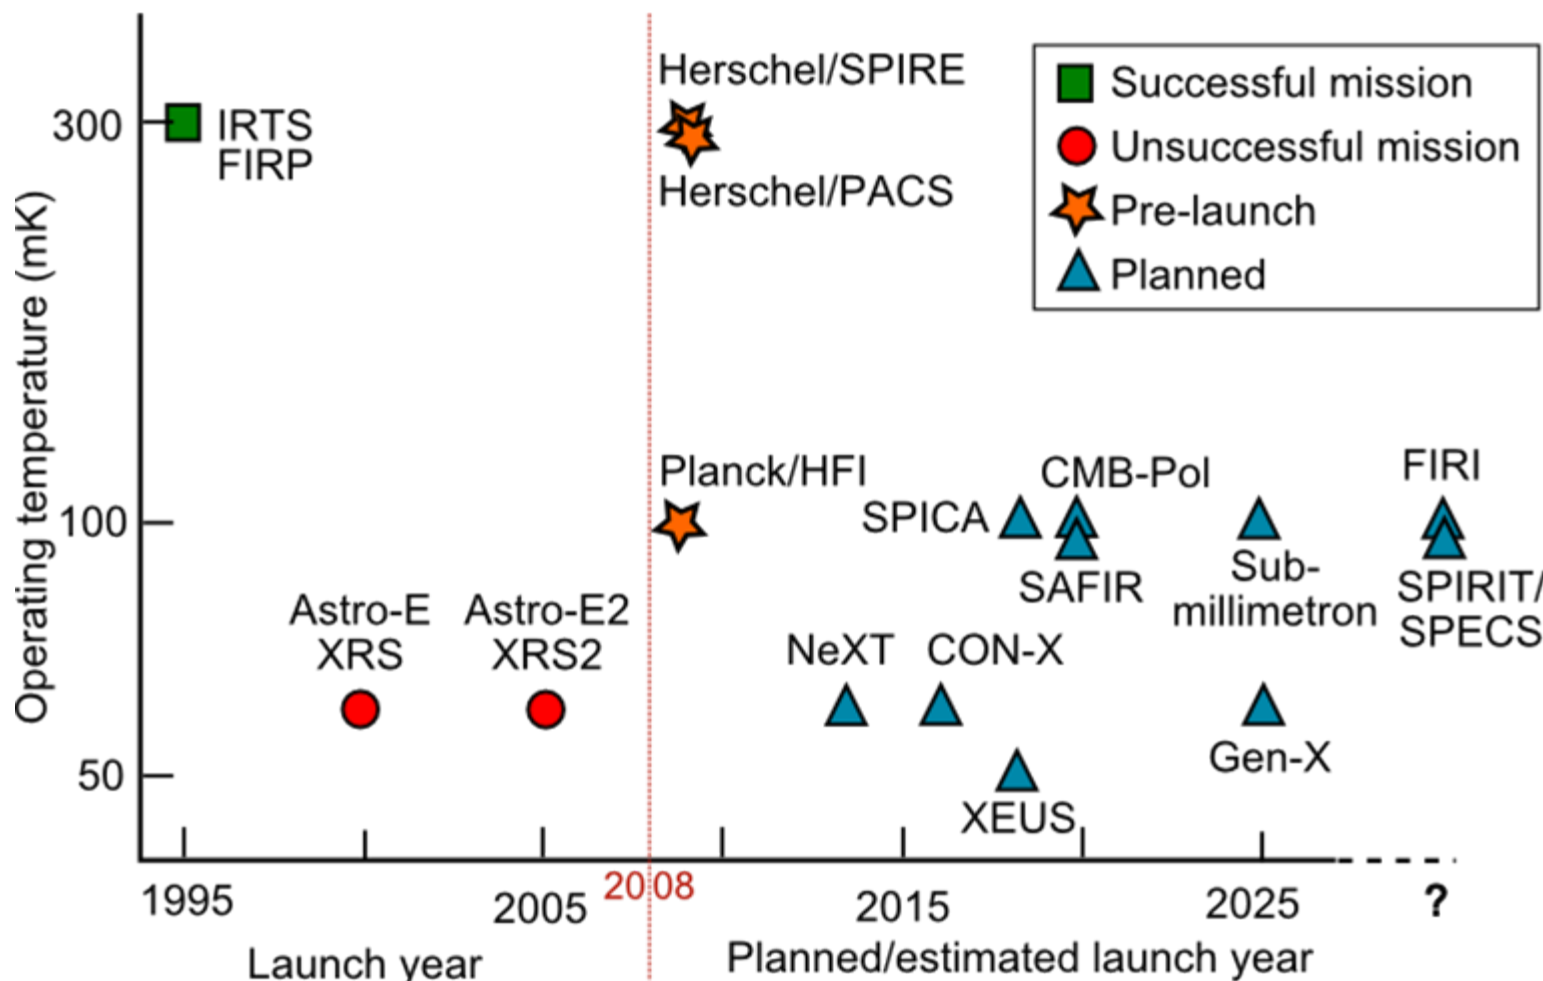 Herschel/SPIRE
Herschel/PACS
IRTS
FIRP
Successful mission
Unsuccessful mission
Pre-launch
Planned
Operating temperature (mK)
300
100
50
Planck/HFI
SPICA
CMB-Pol
SAFIR
FIRI
Sub-
millimetron
SPIRIT/
SPECS
Astro-E
XRS
Astro-E2
XRS2
NeXT
CON-X
XEUS
Gen-X
1995
2005
2008
2015
2025
?
Launch year
Planned/estimated launch year